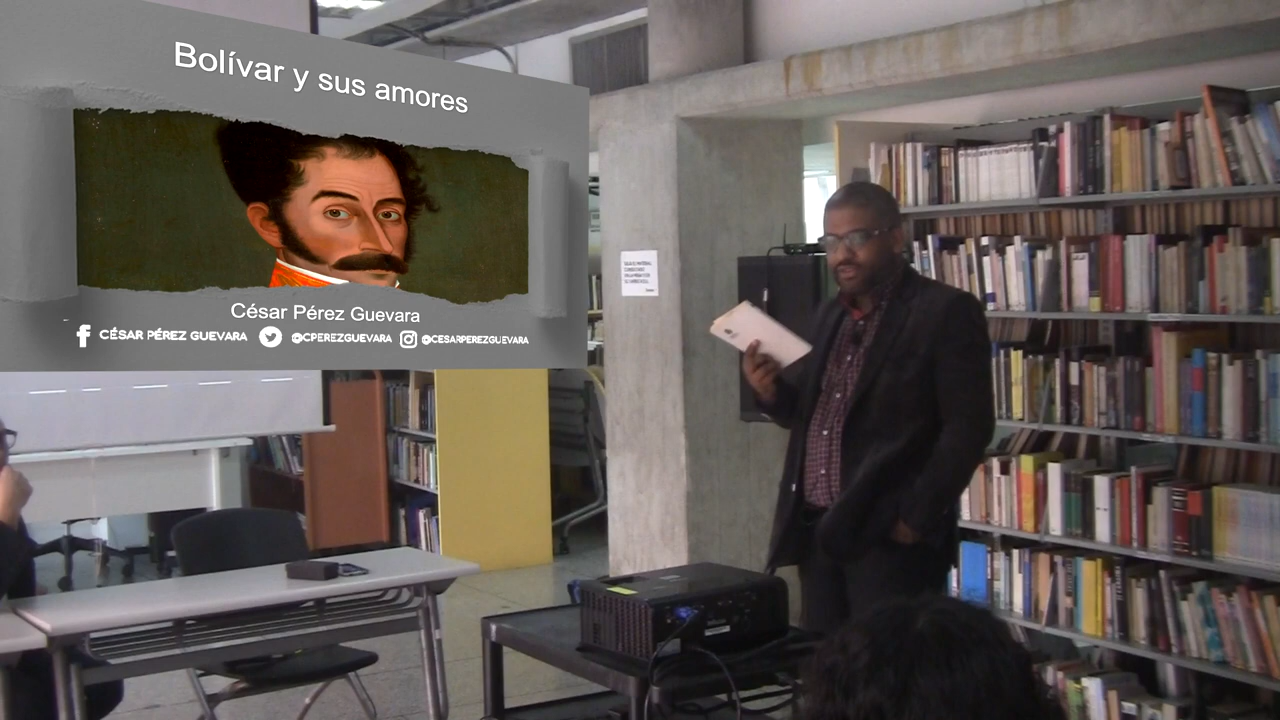 Bolívar y sus amores
César Pérez Guevara
CÉSAR PÉREZ GUEVARA @CPEREZGUEVARA @CESARPEREZGUEVARA